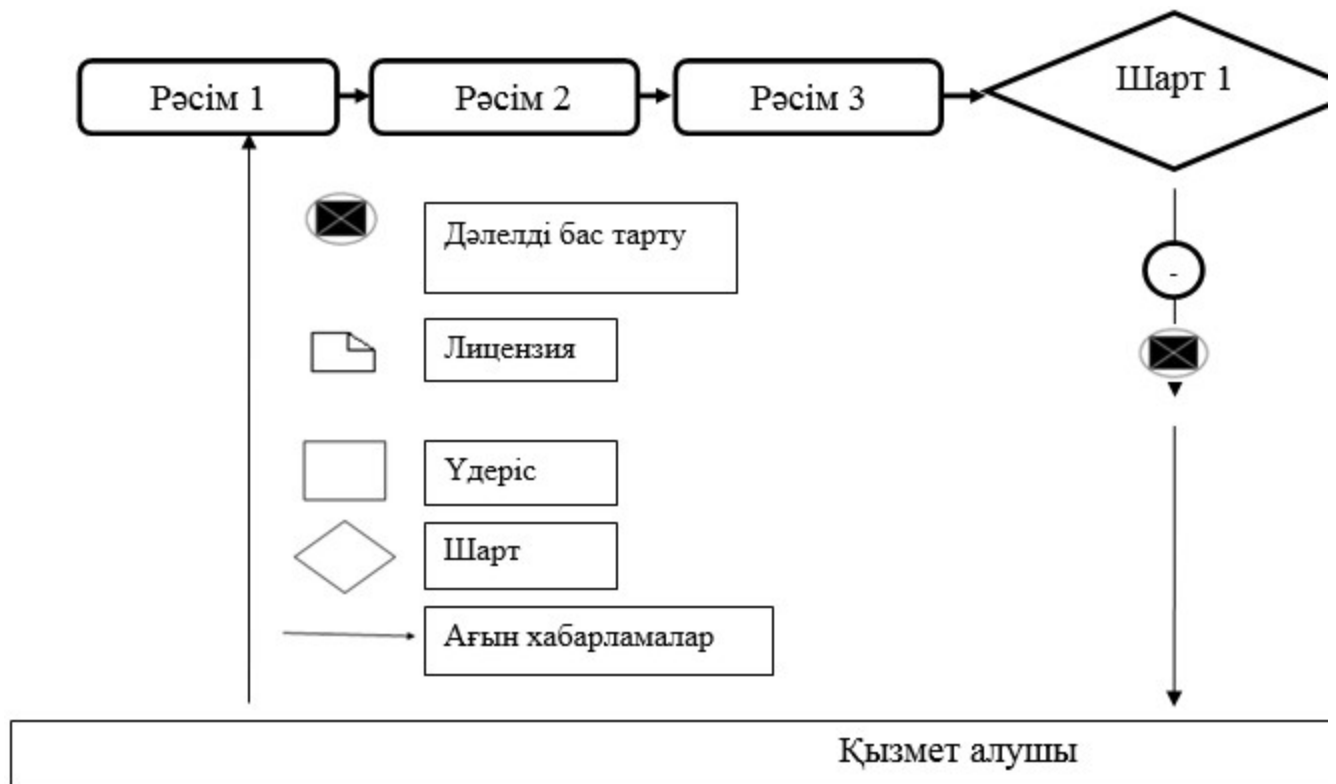 Рәсім 1
Рәсім 2
Рәсім 3
Шарт 1
Дәлелді бас тарту
-
Лицензия
Үдеріс
Шарт
Ағын хабарламалар
Қызмет алушы